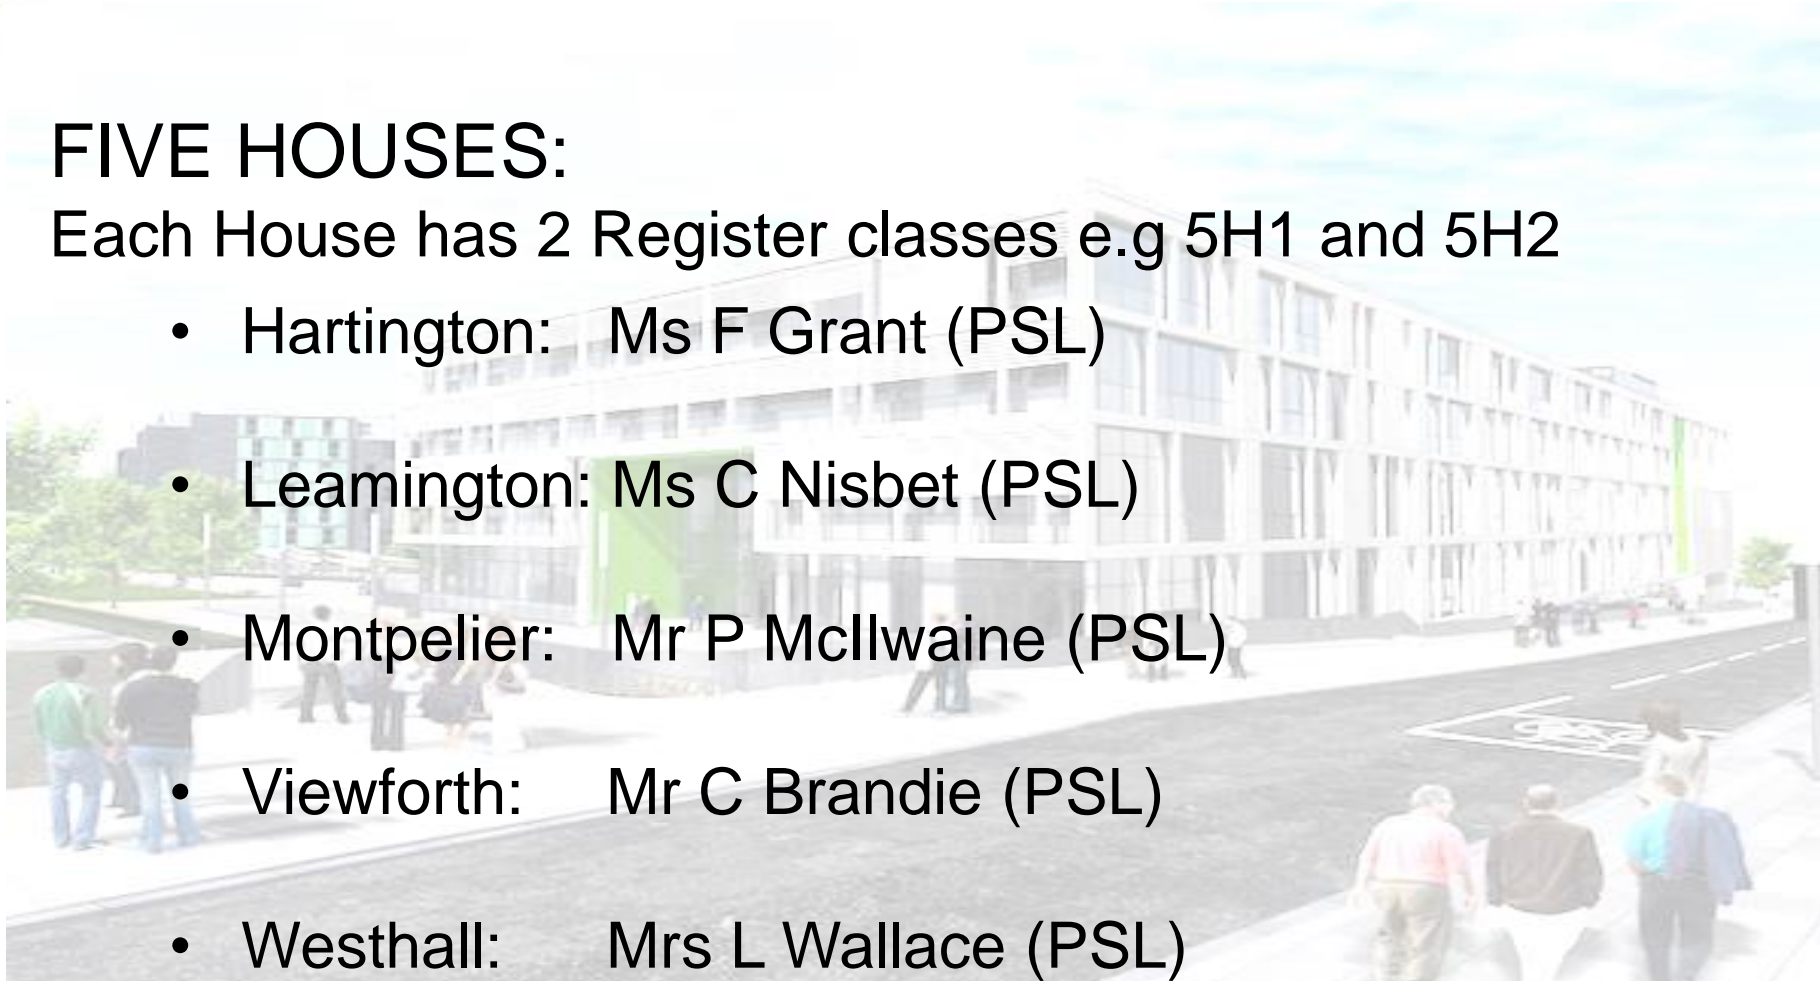 FIVE HOUSES:
Each House has 2 Register classes e.g 5H1 and 5H2
• Hartington: Ms F Grant (PSL)
• Leamington: Ms C Nisbet (PSL)
• Montpelier: Mr P McIlwaine (PSL)
• Viewforth: Mr C Brandie (PSL)
• Westhall: Mrs L Wallace (PSL)